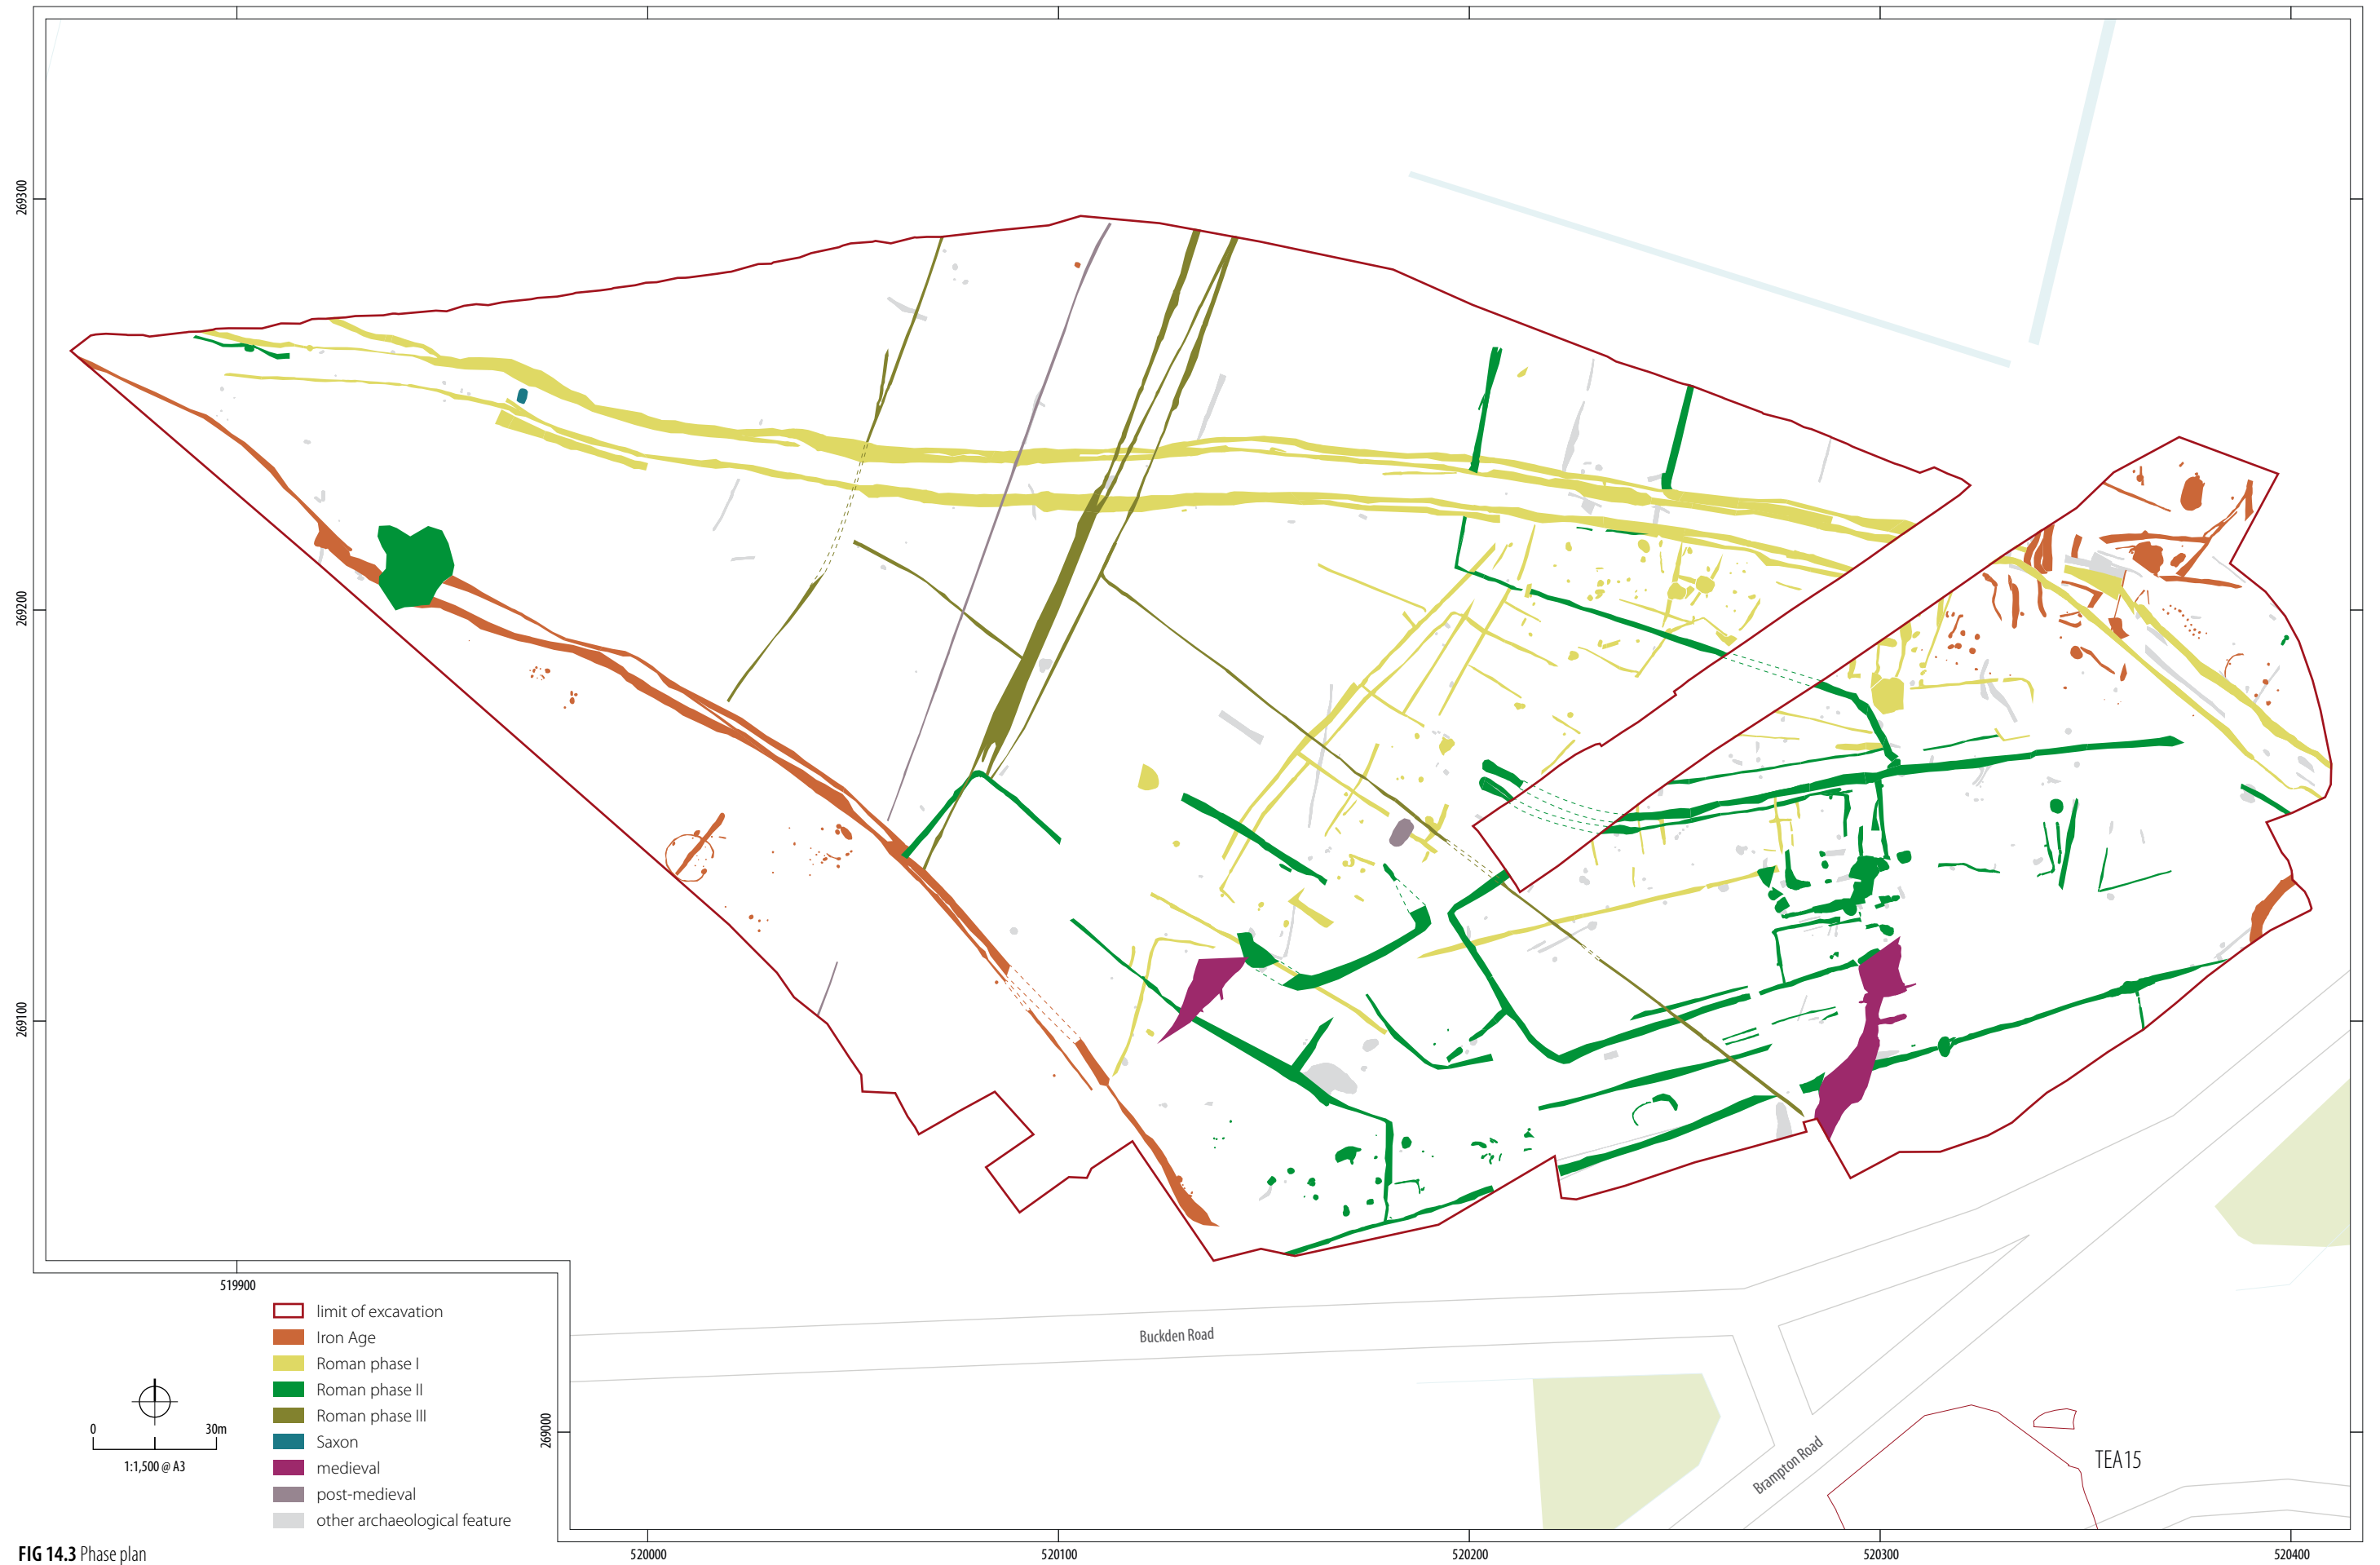 269300
269200
269100
269000
519900
520000
520100
520200
520300
520400
limit of excavation
Iron Age
Roman phase I
Roman phase II
Roman phase III
Saxon
medieval
post-medieval
other archaeological feature
0 30m
1:1,500 @ A3
Buckden Road
Brampton Road
TEA15
FIG 14.3 Phase plan